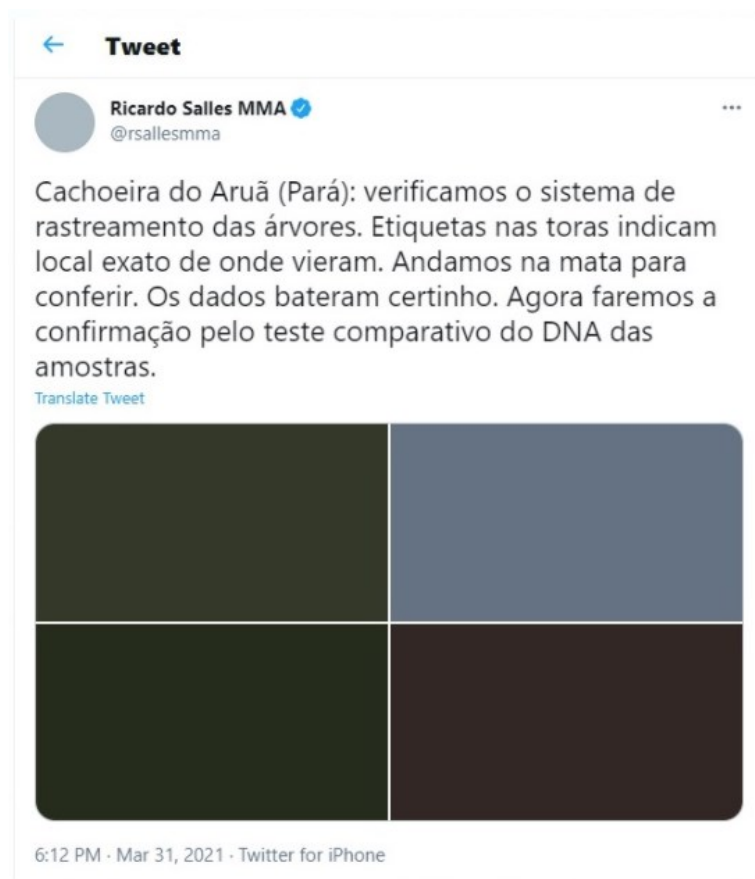 Tweet
Ricardo Salles MMA
@rsallesmma
Cachoeira do Aruã (Pará): verificamos o sistema de
rastreamento das árvores. Etiquetas nas toras indicam
local exato de onde vieram. Andamos na mata para
conferir. Os dados bateram certinho. Agora faremos a
confirmação pelo teste comparativo do DNA das
amostras.
Translate Tweet
6:12 PM · Mar 31, 2021 · Twitter for iPhone